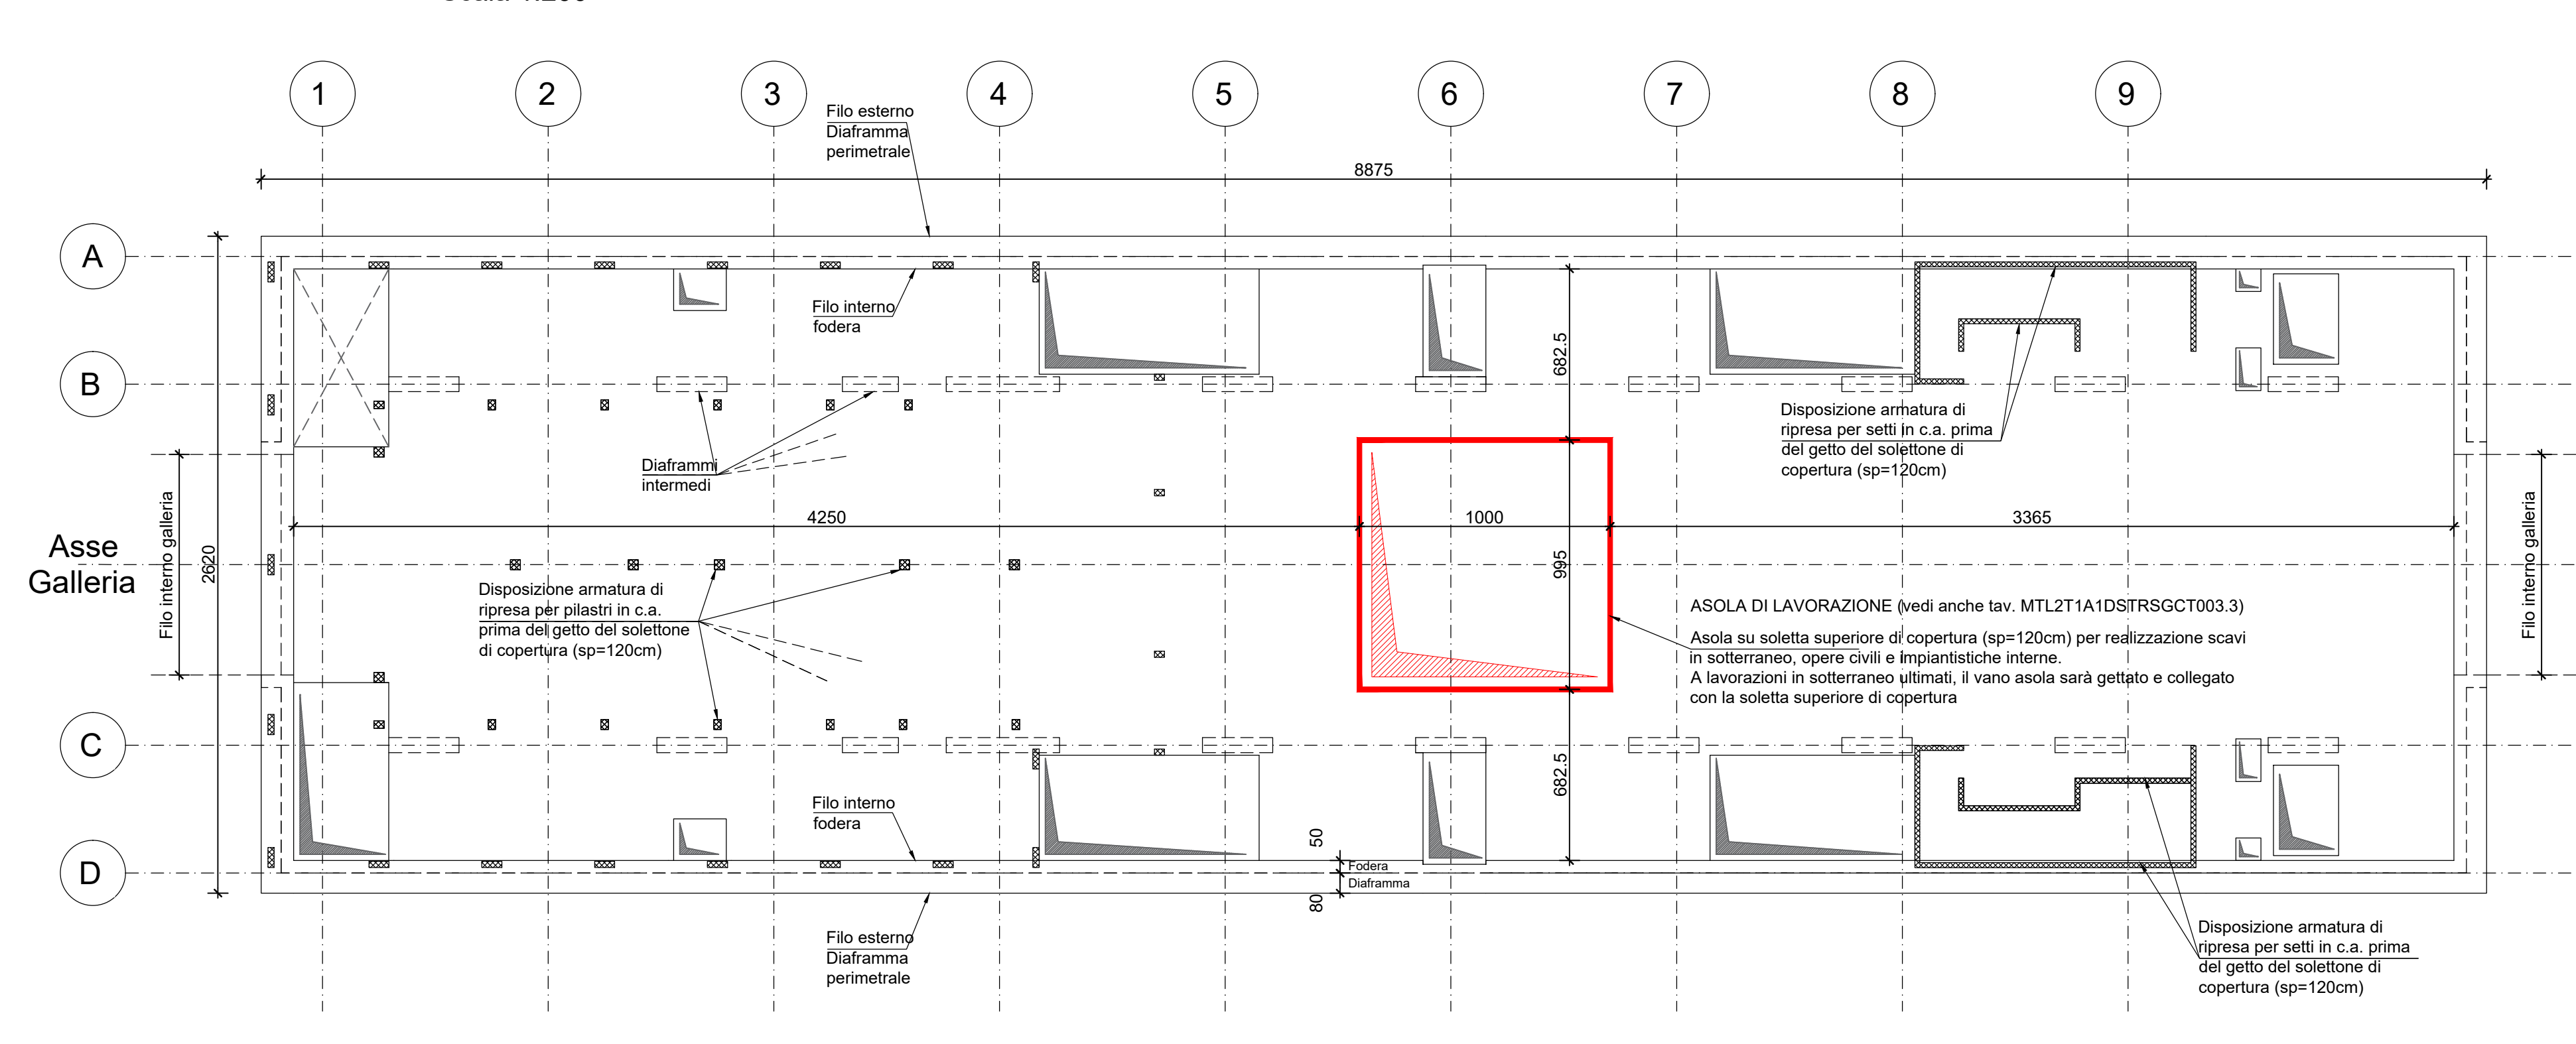 1
2
3
4
5
6
7
8
9
Filo esterno
Diaframma
perimetrale
8875
A
Filo interno
fodera
682.5
B
Disposizione armatura di
ripresa per setti in c.a. prima
del getto del solettone di
copertura (sp=120cm)
Diaframmi
intermedi
4250
1000
3365
Asse
Galleria
Filo interno galleria
2620
995
Filo interno galleria
Disposizione armatura di
ripresa per pilastri in c.a.
prima del getto del solettone
di copertura (sp=120cm)
ASOLA DI LAVORAZIONE (vedi anche tav. MTL2T1A1DSTRSGCT003.3)
Asola su soletta superiore di copertura (sp=120cm) per realizzazione scavi
in sotterraneo, opere civili e impiantistiche interne.
A lavorazioni in sotterraneo ultimati, il vano asola sarà gettato e collegato
con la soletta superiore di copertura
C
682.5
Filo interno
fodera
50
Fodera
D
Diaframma
80
Filo esterno
Diaframma
perimetrale
Disposizione armatura di
ripresa per setti in c.a. prima
del getto del solettone di
copertura (sp=120cm)